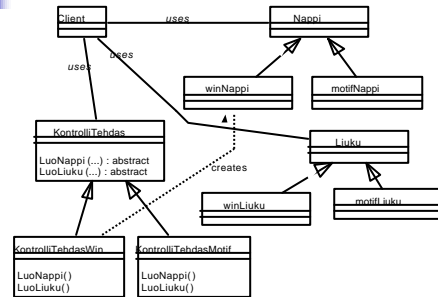 Client
uses
Nappi
uses
uses
winNappi
motifNappi
KontrolliTehdas
LuoNappi (...) : abstract
LuoLiuku (...) : abstract
Liuku
creates
winLiuku
motifLiuku
KontrolliTehdasWin
LuoNappi()
LuoLiuku()
KontrolliTehdasMotif
LuoNappi()
LuoLiuku()